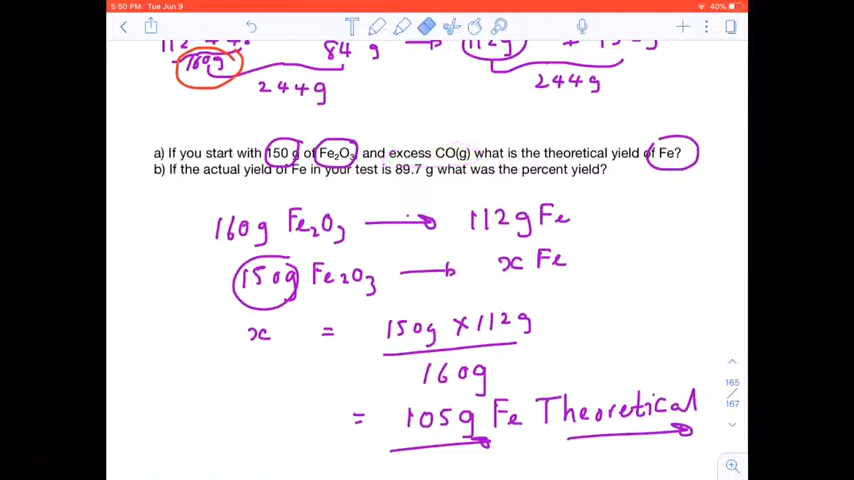 5:50 PM Tue Jun 9 40%
84 g 112g
160g
244g 244g
a) If you start with 150 g of Fe₂O₃ and excess CO(g) what is the theoretical yield of Fe?
b) If the actual yield of Fe in your test is 89.7 g what was the percent yield?
160g Fe₂O₃ → 112g Fe
150g Fe₂O₃ → x Fe
x = 150g × 112g
160g
= 105g Fe Theoretical
165
/
167